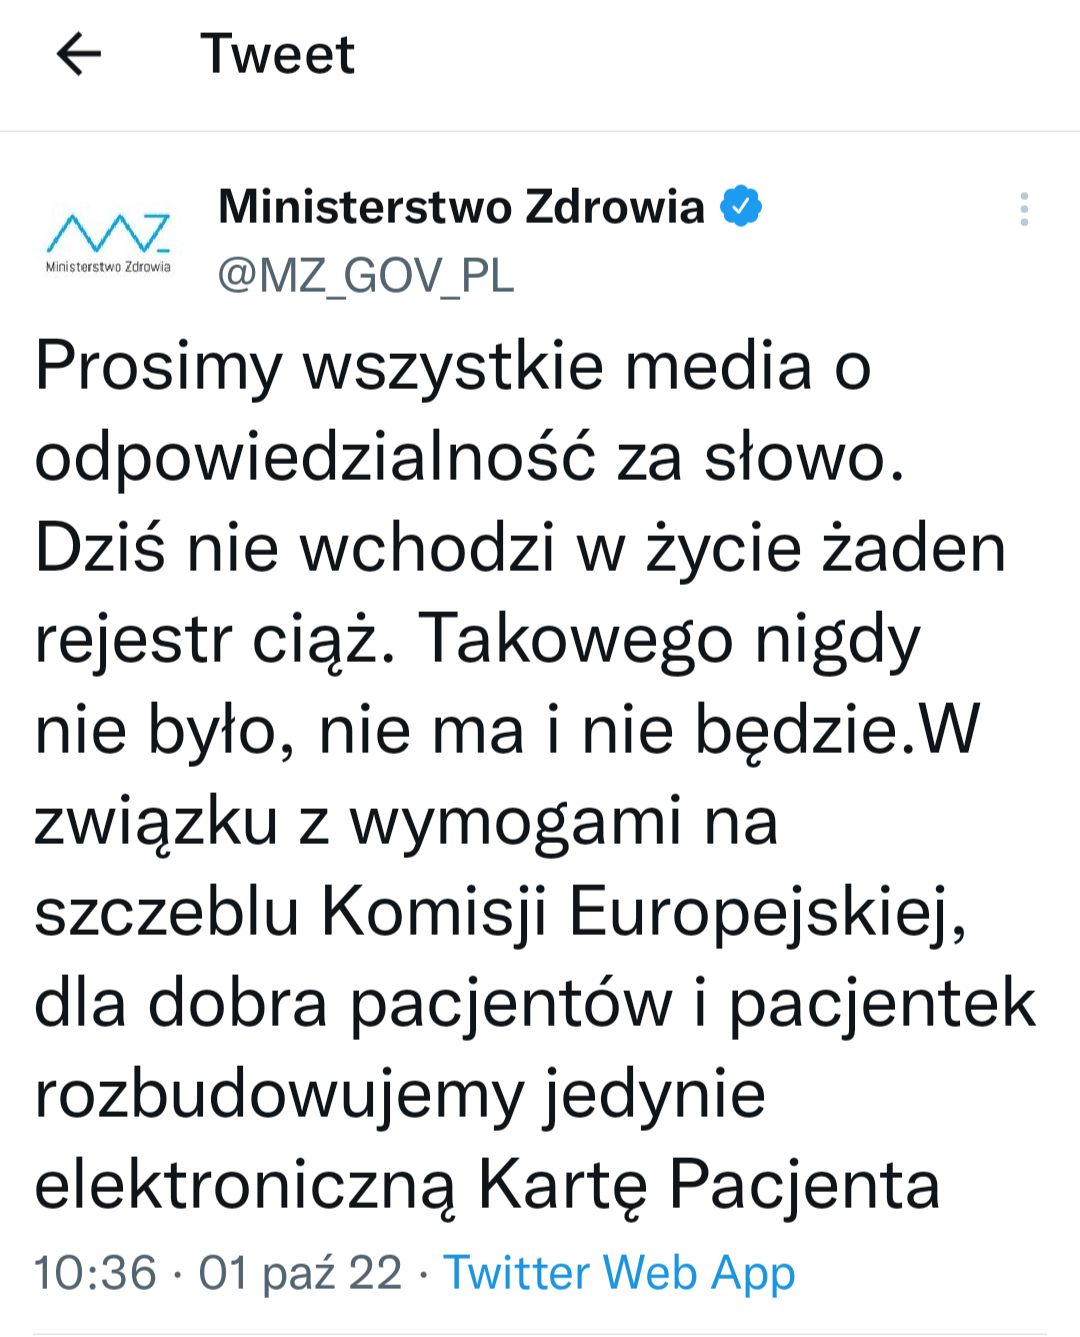 Tweet
Ministerstwo Zdrowia
@MZ_GOV_PL
MZ
Ministerstwo Zdrowia
Prosimy wszystkie media o
odpowiedzialność za słowo.
Dziś nie wchodzi w życie żaden
rejestr ciąż. Takowego nigdy
nie było, nie ma i nie będzie.W
związku z wymogami na
szczeblu Komisji Europejskiej,
dla dobra pacjentów i pacjentek
rozbudowujemy jedynie
elektroniczną Kartę Pacjenta
10:36 · 01 paź 22 · Twitter Web App